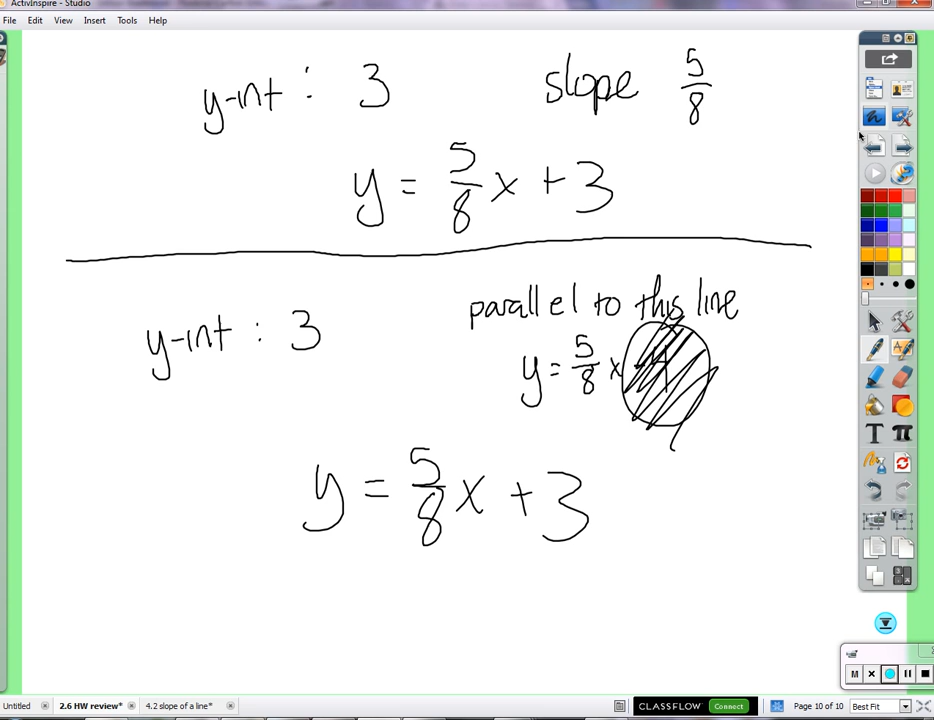 ActivInspire - Studio
File Edit View Insert Tools Help
y-int : 3 slope 5/8
y = 5/8 x + 3
y-int : 3 parallel to this line
y = 5/8 x
y = 5/8 x + 3
Untitled 2.6 HW review* 4.2 slope of a line* CLASSFLOW Connect Page 10 of 10 Best Fit